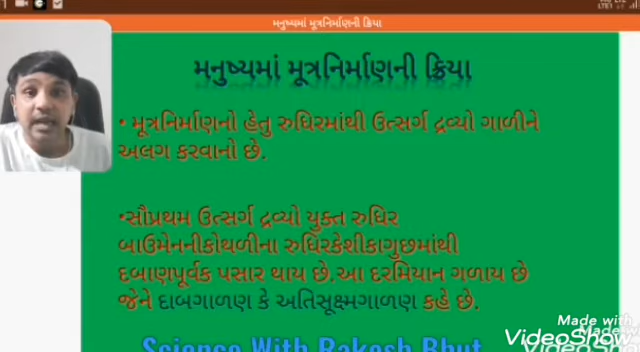 LTE1
મનુષ્યમાં મૂત્રનિર્માણની ક્રિયા
મનુષ્યમાં મૂત્રનિર્માણની ક્રિયા
• મૂત્રનિર્માણનો હેતુ રુધિરમાંથી ઉત્સર્ગ દ્રવ્યો ગાળીને
અલગ કરવાનો છે.
•સૌપ્રથમ ઉત્સર્ગ દ્રવ્યો યુક્ત રુધિર
બાઉમેનનીકોથળીના રુધિરકેશીકાગુછમાંથી
દબાણપૂર્વક પસાર થાય છે.આ દરમિયાન ગળાય છે
જેને દાબગાળણ કે અતિસૂક્ષ્મગાળણ કહે છે.
Science With Rakesh Bhut
Made with
VideoShow